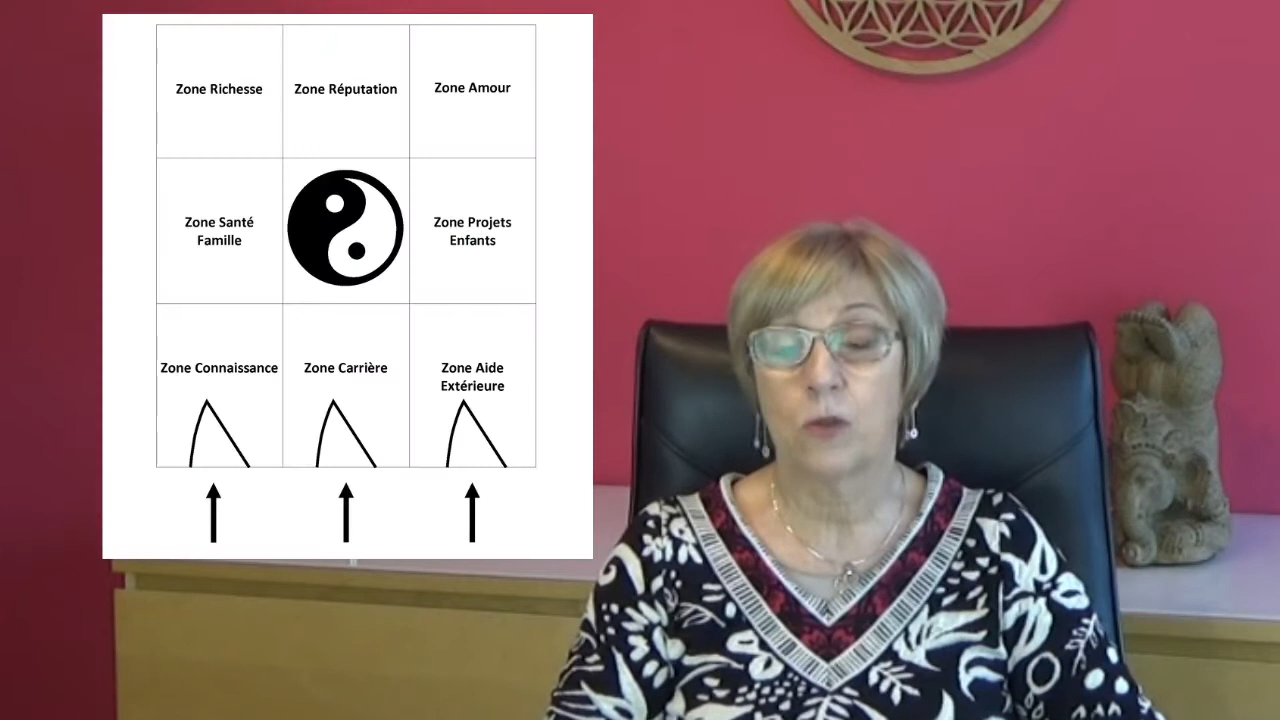 Zone Richesse
Zone Réputation
Zone Amour
Zone Santé
Famille
Zone Projets
Enfants
Zone Connaissance
Zone Carrière
Zone Aide
Extérieure